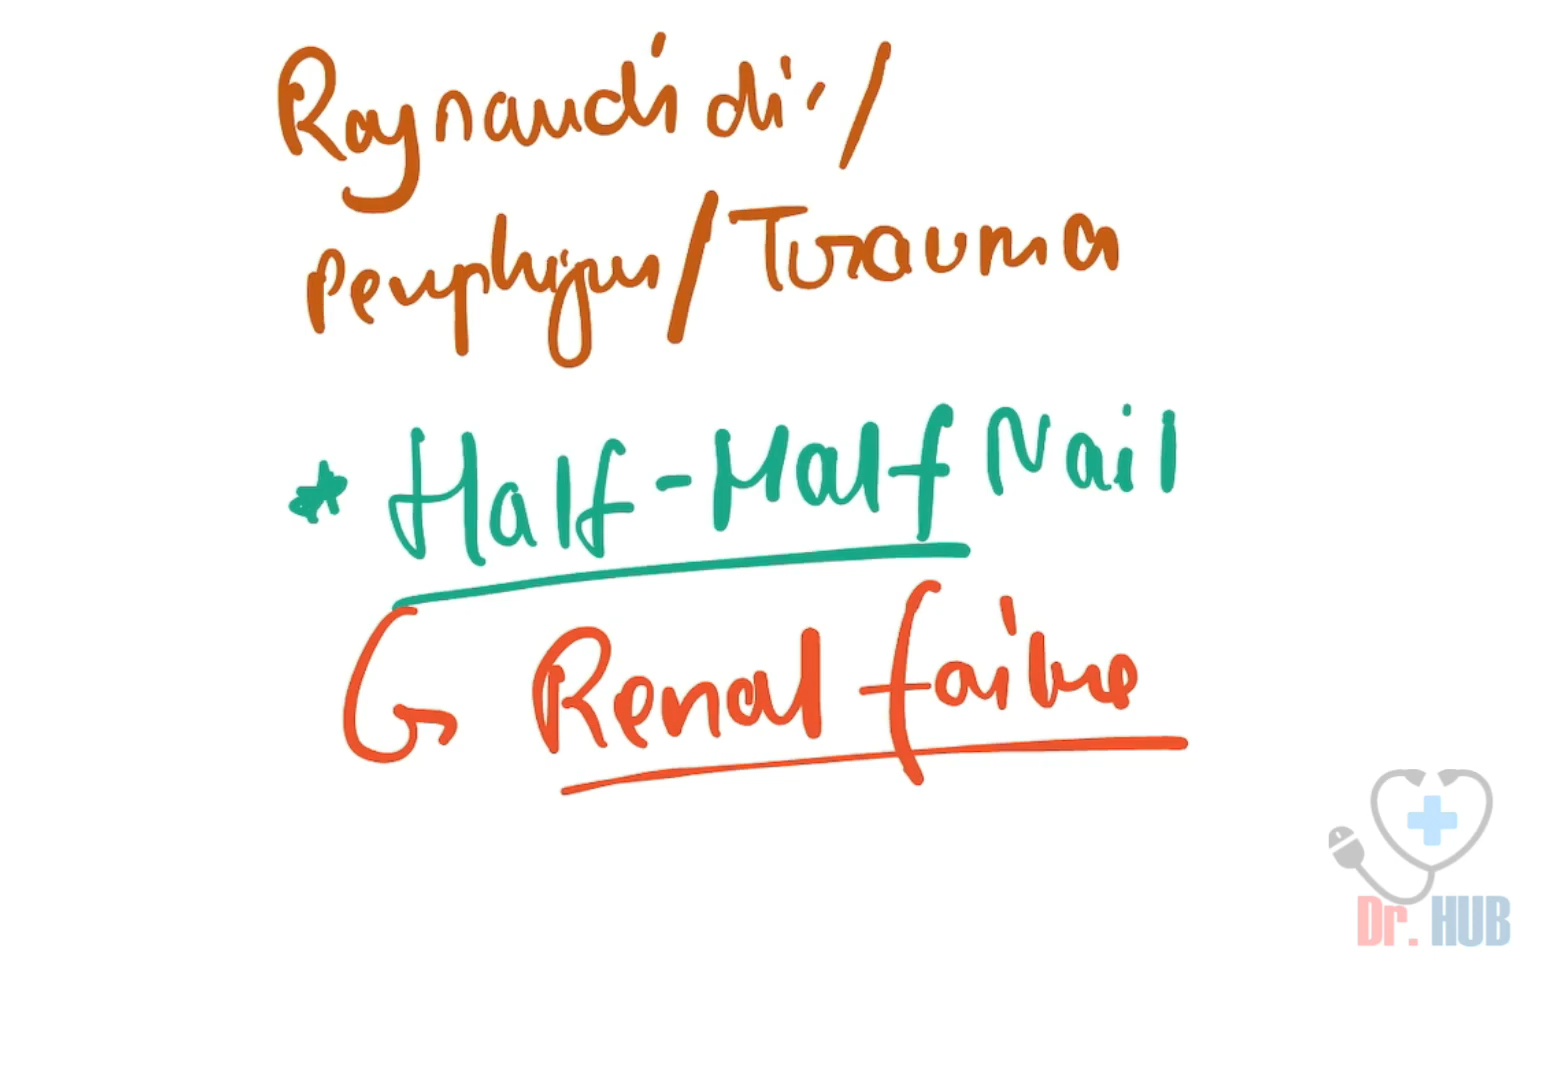 Raynaud's di. /
Pemphigus / Trauma
* Half-Half Nail
Renal failure
Dr. HUB